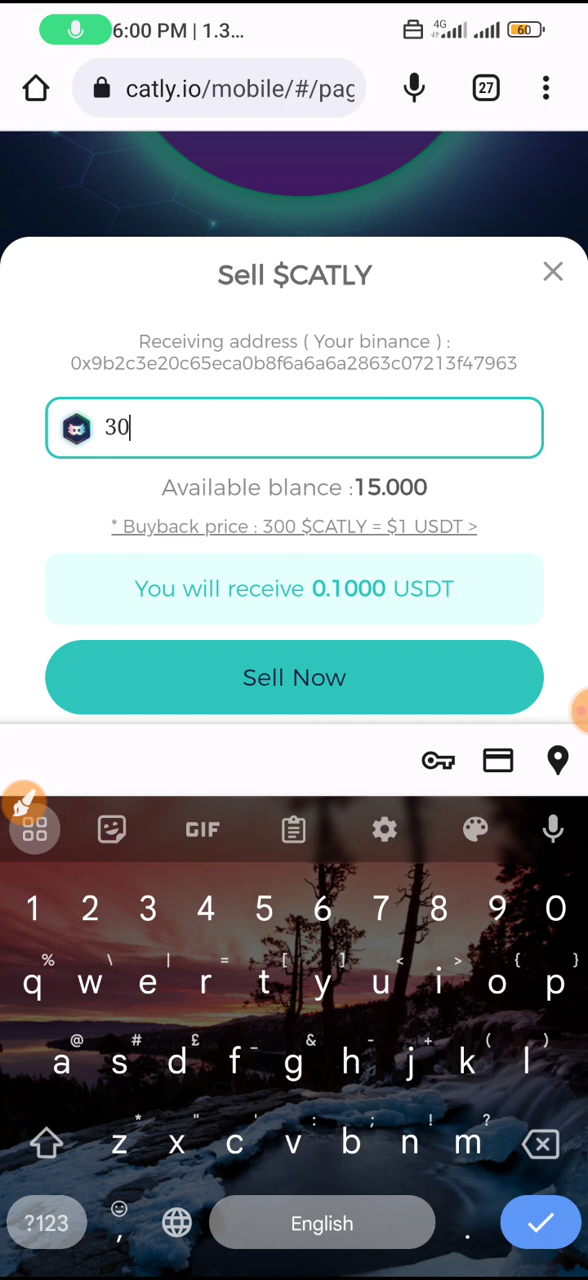 6:00 PM | 1.3...
4G
60
catly.io/mobile/#/pag
27
Sell $CATLY
Receiving address ( Your binance ) :
0x9b2c3e20c65eca0b8f6a6a6a2863c07213f47963
30
Available blance :15.000
* Buyback price : 300 $CATLY = $1 USDT >
You will receive 0.1000 USDT
Sell Now
GIF
1 2 3 4 5 6 7 8 9 0
% \ | = [ ] < > { }
q w e r t y u i o p
@ # £ _ & - + ( )
a s d f g h j k l
* " ' : ; ! ?
z x c v b n m
?123 , English .